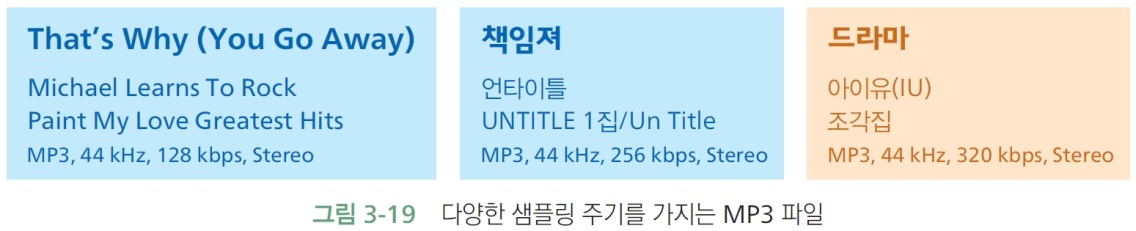 That's Why (You Go Away)
Michael Learns To Rock
Paint My Love Greatest Hits
MP3, 44 kHz, 128 kbps, Stereo
책임져
언타이틀
UNTITLE 1집/Un Title
MP3, 44 kHz, 256 kbps, Stereo
드라마
아이유(IU)
조각집
MP3, 44 kHz, 320 kbps, Stereo
그림 3-19 다양한 샘플링 주기를 가지는 MP3 파일